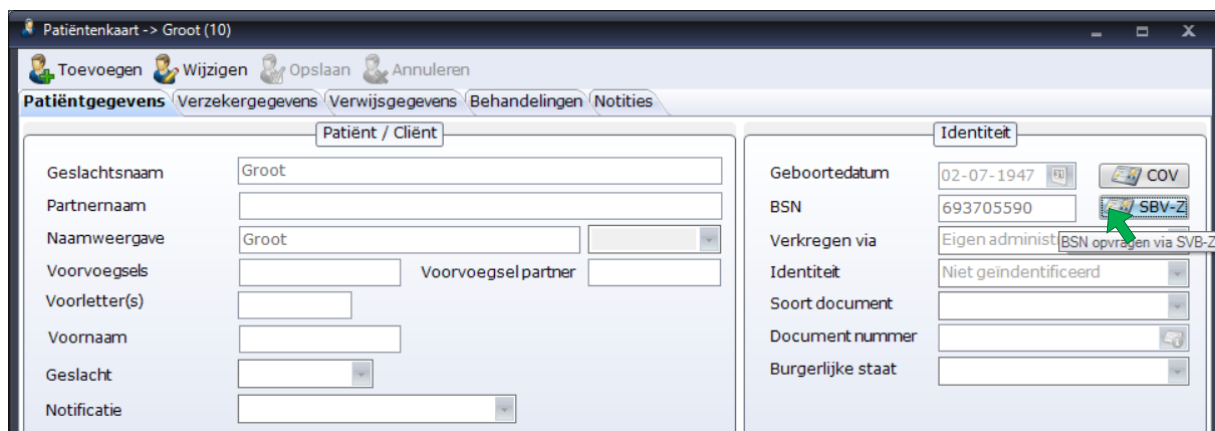 Patiëntenkaart -> Groot (10)
Toevoegen Wijzigen Opslaan Annuleren
Patiëntgegevens Verzekergegevens Verwijsgegevens Behandelingen Notities
Patiënt / Cliënt
Geslachtsnaam Groot
Partnernaam
Naamweergave Groot
Voorvoegsels Voorvoegsel partner
Voorletter(s)
Voornaam
Geslacht
Notificatie
Identiteit
Geboortedatum 02-07-1947 COV
BSN 693705590 SBV-Z
Verkregen via Eigen administ BSN opvragen via SVB-Z
Identiteit Niet geïndentificeerd
Soort document
Document nummer
Burgerlijke staat